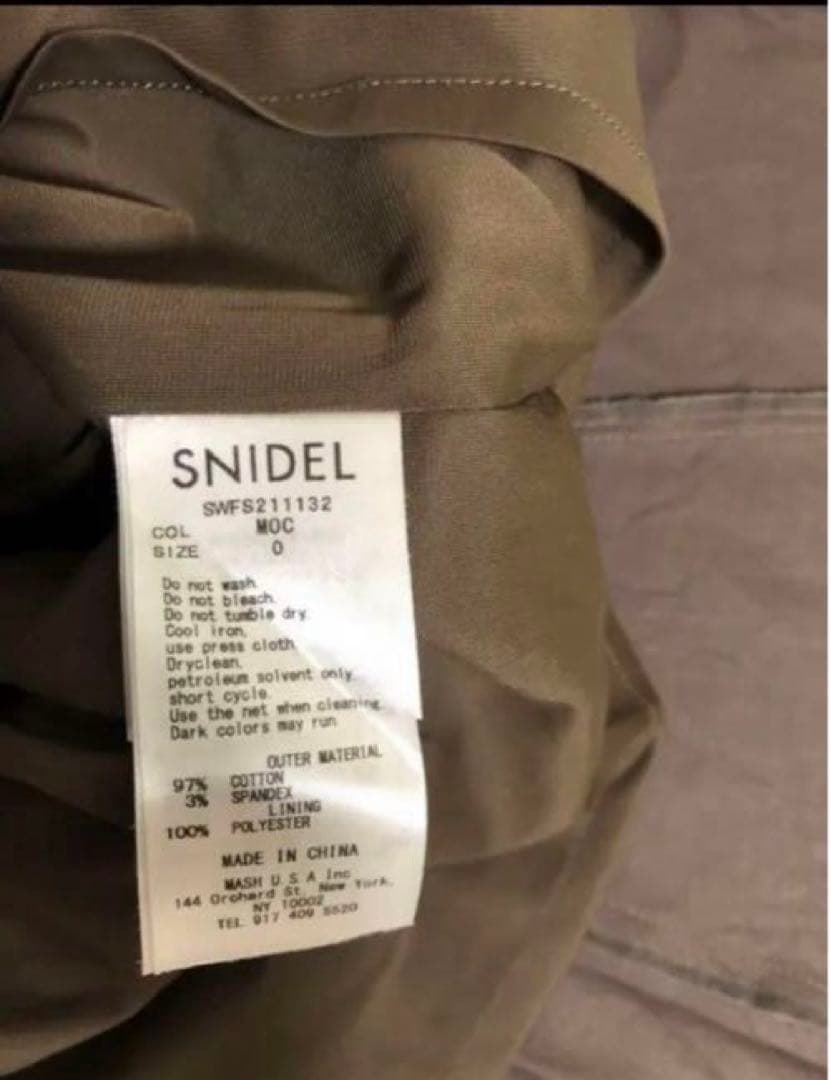 SNIDEL
SWFS211132
COL MOC
SIZE 0
Do not wash.
Do not bleach.
Do not tumble dry.
Cool iron,
use press cloth.
Dryclean,
petroleum solvent only.
short cycle.
Use the net when cleaning.
Dark colors may run
OUTER MATERIAL
97% COTTON
3% SPANDEX
LINING
100% POLYESTER
MADE IN CHINA
MASH U.S.A Inc
144 Orchard St. New York,
NY 10002
TEL 917 409 5520